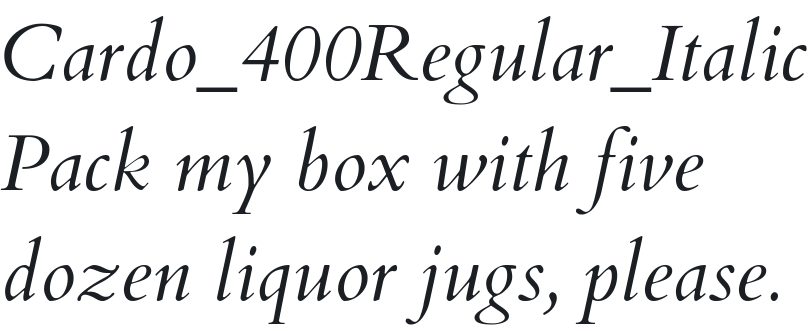 Cardo_400Regular_Italic
Pack my box with five
dozen liquor jugs, please.